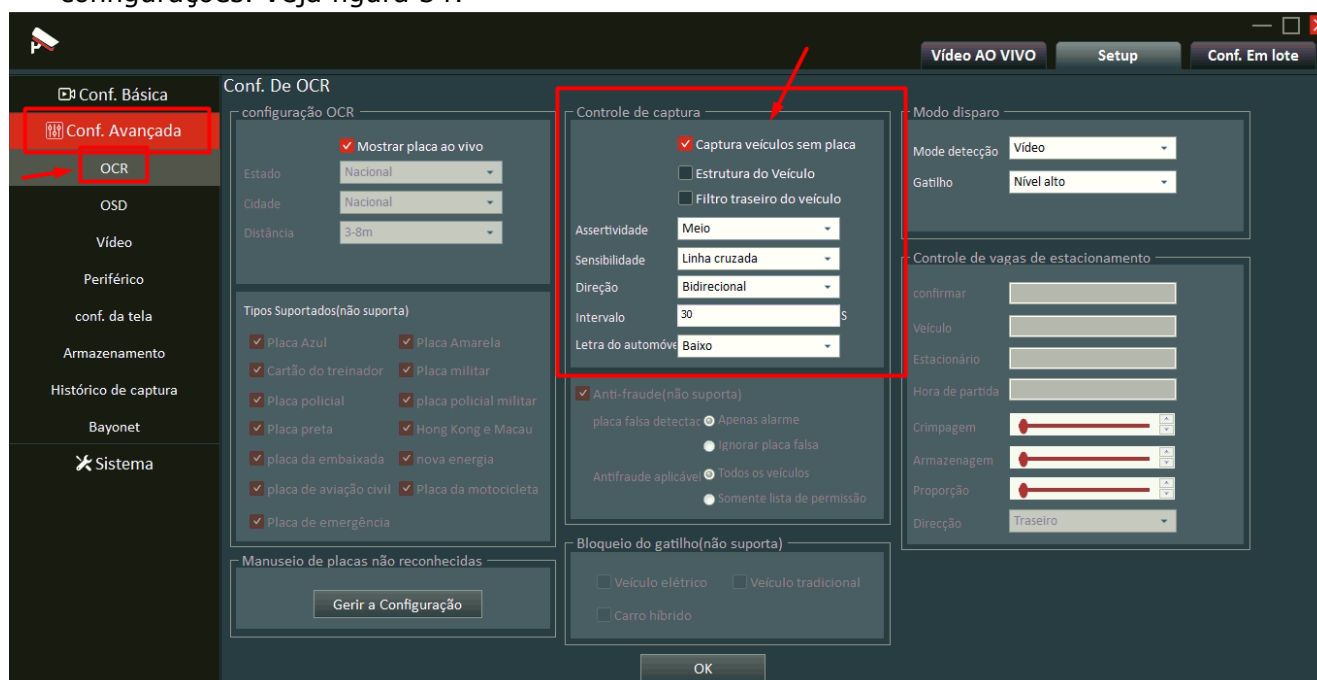 configurações. Veja figura 34.
Vídeo AO VIVO
Setup
Conf. Em lote
Conf. Básica
Conf. Avançada
OCR
OSD
Vídeo
Periférico
conf. da tela
Armazenamento
Histórico de captura
Bayonet
Sistema
Conf. De OCR
configuração OCR
Mostrar placa ao vivo
Estado Nacional
Cidade Nacional
Distância 3-8m
Tipos Suportados(não suporta)
Placa Azul Placa Amarela
Cartão do treinador Placa militar
Placa policial placa policial militar
Placa preta Hong Kong e Macau
placa da embaixada nova energia
placa de aviação civil Placa da motocicleta
Placa de emergência
Manuseio de placas não reconhecidas
Gerir a Configuração
Controle de captura
Captura veículos sem placa
Estrutura do Veículo
Filtro traseiro do veículo
Assertividade Meio
Sensibilidade Linha cruzada
Direção Bidirecional
Intervalo 30 S
Letra do automóve Baixo
Anti-fraude(não suporta)
placa falsa detectac Apenas alarme
Ignorar placa falsa
Antifraude aplicável Todos os veículos
Somente lista de permissão
Bloqueio do gatilho(não suporta)
Veículo elétrico Veículo tradicional
Carro híbrido
Modo disparo
Mode detecção Vídeo
Gatilho Nível alto
Controle de vagas de estacionamento
confirmar
Veículo
Estacionário
Hora de partida
Crimpagem
Armazenagem
Proporção
Direcção Traseiro
OK